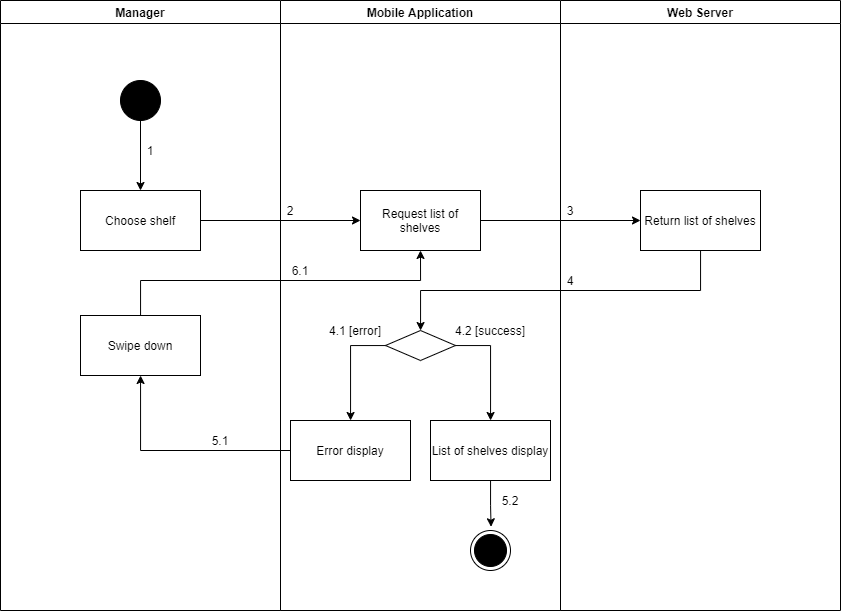 Manager
Mobile Application
Web Server
1
Choose shelf
2
Request list of
shelves
3
Return list of shelves
6.1
4
4.1 [error]
4.2 [success]
Swipe down
5.1
Error display
List of shelves display
5.2